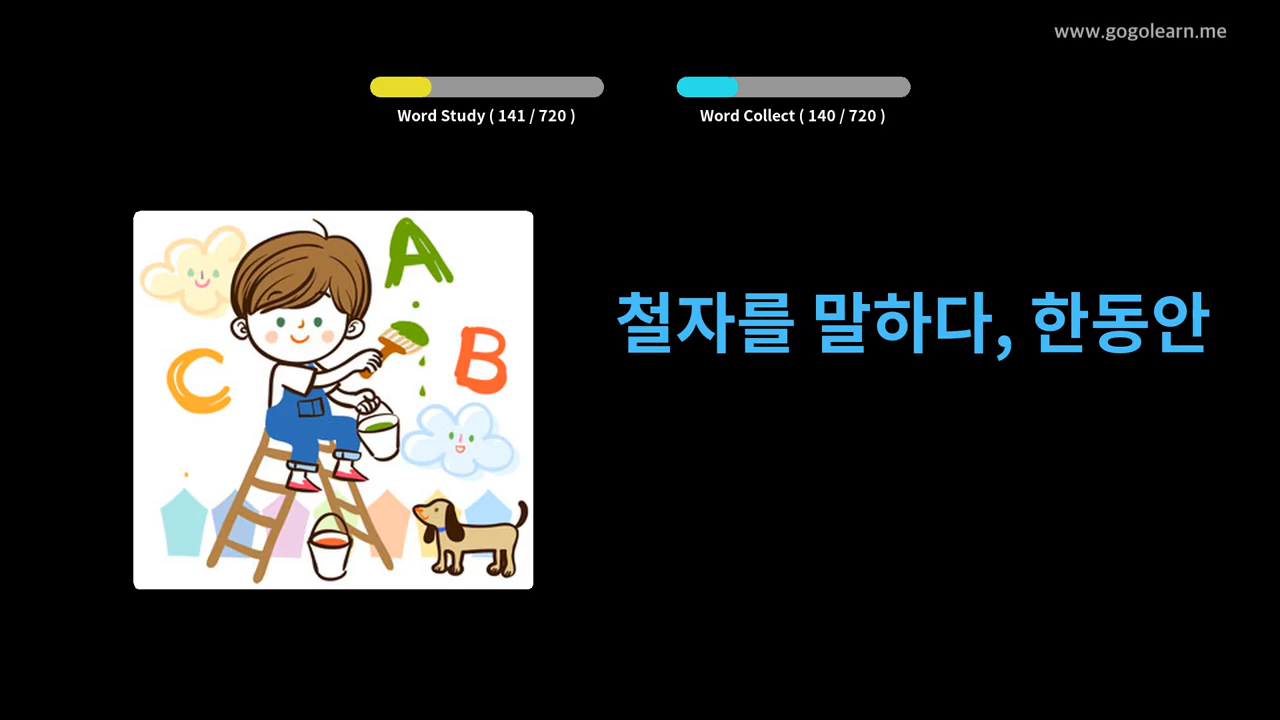 www.gogolearn.me
Word Study ( 141 / 720 )
Word Collect ( 140 / 720 )
A
B
C
철자를 말하다, 한동안